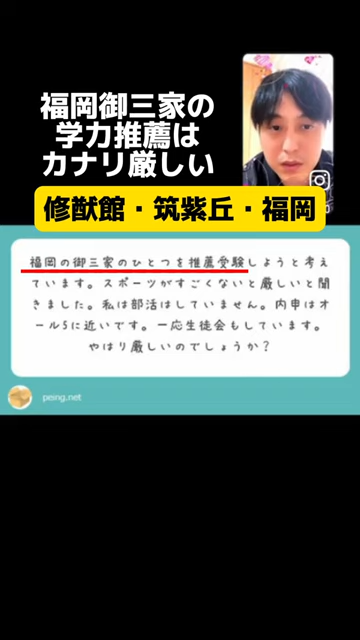 福岡御三家の
学力推薦は
カナリ厳しい
修猷館・筑紫丘・福岡
福岡の御三家のひとつを推薦受験しようと考え
ています。スポーツがすごくないと厳しいと聞
きました。私は部活はしていません。内申はオ
ール5に近いです。一応生徒会もしています。
やはり厳しいのでしょうか？
peing.net